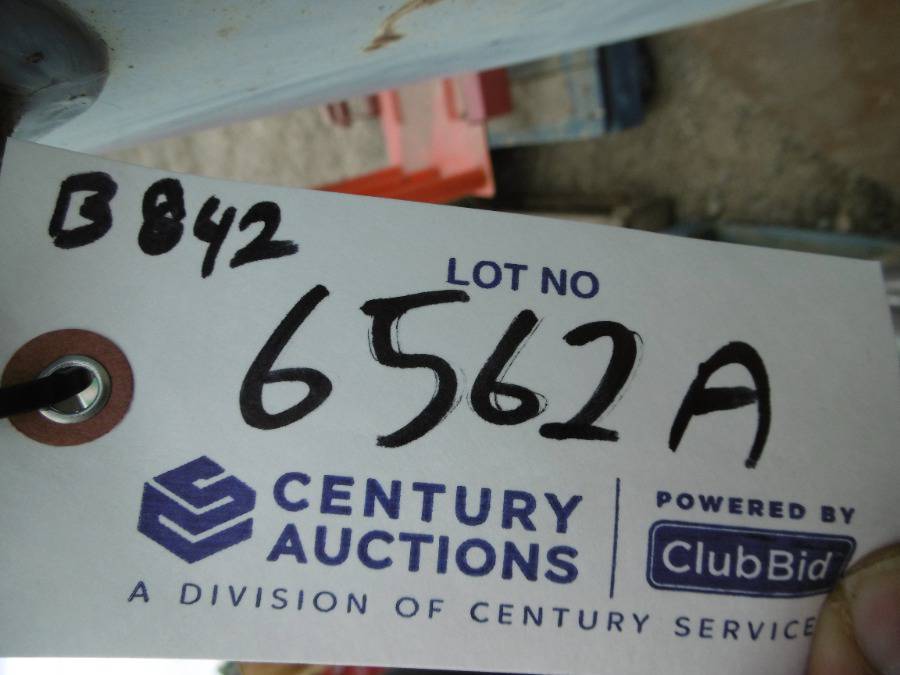 B842
LOT NO
6562A
CENTURY
AUCTIONS
A DIVISION OF CENTURY SERVICE
POWERED BY
ClubBid